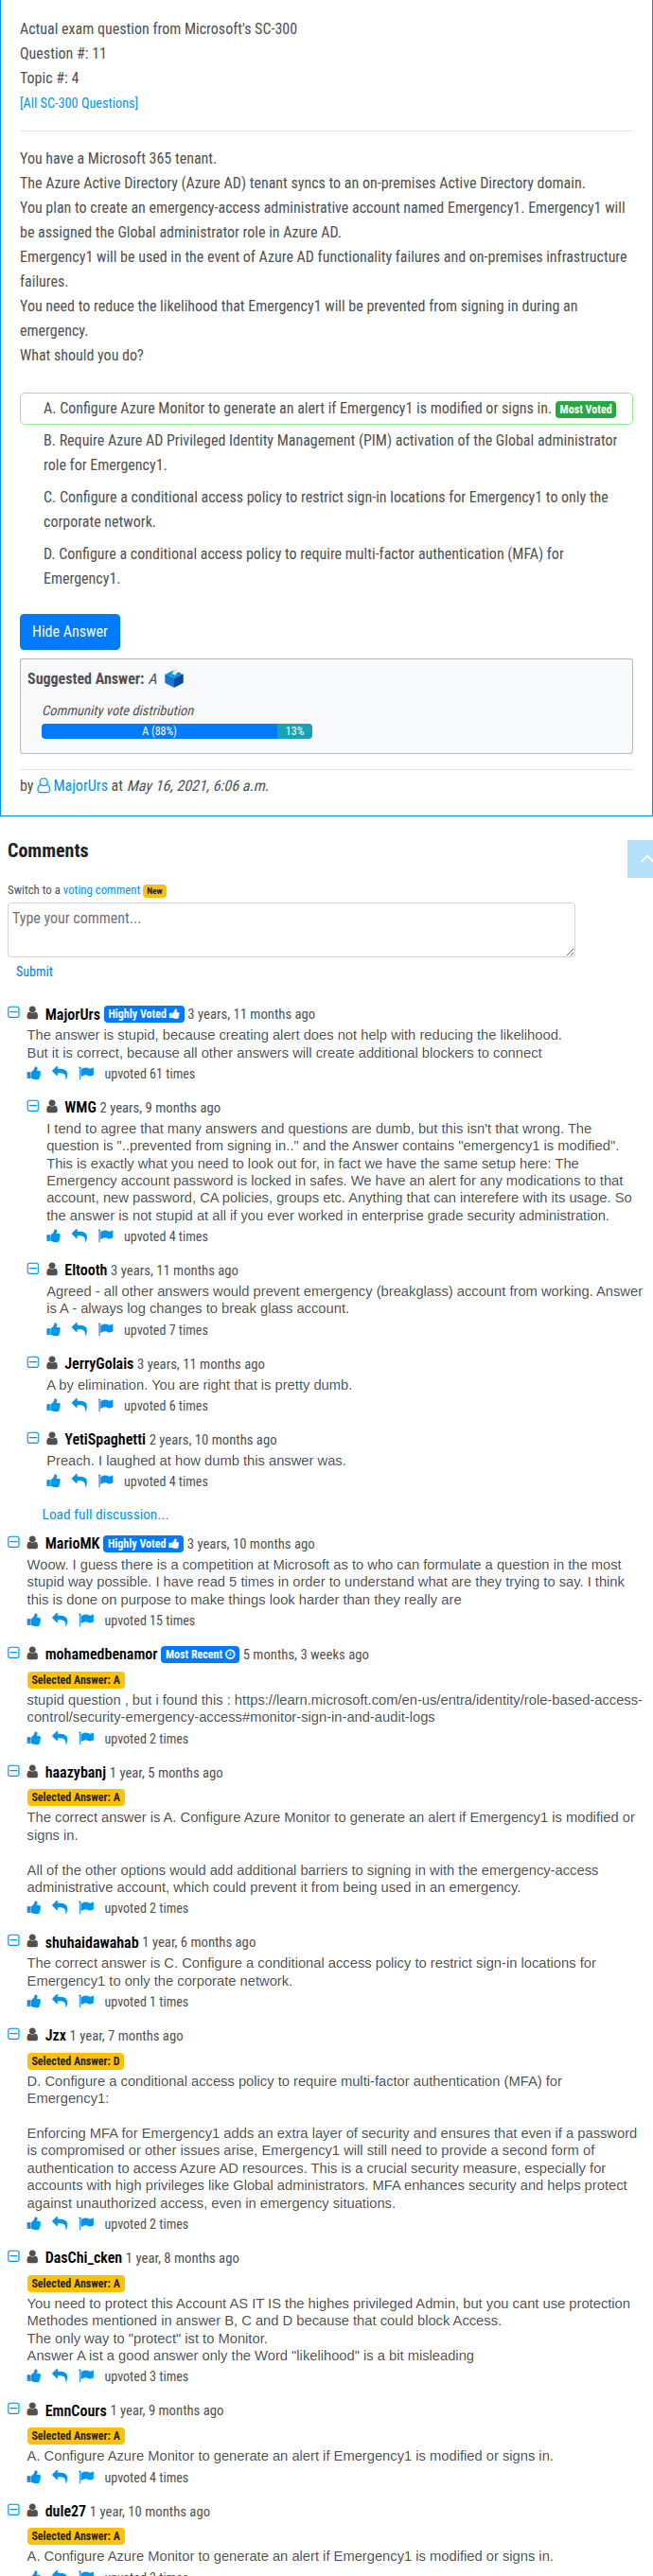 Actual exam question from Microsoft's SC-300
Question #: 11
Topic #: 4
[All SC-300 Questions]
You have a Microsoft 365 tenant.
The Azure Active Directory (Azure AD) tenant syncs to an on-premises Active Directory domain.
You plan to create an emergency-access administrative account named Emergency1. Emergency1 will
be assigned the Global administrator role in Azure AD.
Emergency1 will be used in the event of Azure AD functionality failures and on-premises infrastructure
failures.
You need to reduce the likelihood that Emergency1 will be prevented from signing in during an
emergency.
What should you do?
A. Configure Azure Monitor to generate an alert if Emergency1 is modified or signs in. Most Voted
B. Require Azure AD Privileged Identity Management (PIM) activation of the Global administrator
role for Emergency1.
C. Configure a conditional access policy to restrict sign-in locations for Emergency1 to only the
corporate network.
D. Configure a conditional access policy to require multi-factor authentication (MFA) for
Emergency1.
Hide Answer
Suggested Answer: A
Community vote distribution
A (88%) 13%
by MajorUrs at May 16, 2021, 6:06 a.m.
Comments
Switch to a voting comment New
Type your comment...
Submit
MajorUrs Highly Voted 3 years, 11 months ago
The answer is stupid, because creating alert does not help with reducing the likelihood.
But it is correct, because all other answers will create additional blockers to connect
upvoted 61 times
WMG 2 years, 9 months ago
I tend to agree that many answers and questions are dumb, but this isn't that wrong. The
question is "..prevented from signing in.." and the Answer contains "emergency1 is modified".
This is exactly what you need to look out for, in fact we have the same setup here: The
Emergency account password is locked in safes. We have an alert for any modications to that
account, new password, CA policies, groups etc. Anything that can interefere with its usage. So
the answer is not stupid at all if you ever worked in enterprise grade security administration.
upvoted 4 times
Eltooth 3 years, 11 months ago
Agreed - all other answers would prevent emergency (breakglass) account from working. Answer
is A - always log changes to break glass account.
upvoted 7 times
JerryGolais 3 years, 11 months ago
A by elimination. You are right that is pretty dumb.
upvoted 6 times
YetiSpaghetti 2 years, 10 months ago
Preach. I laughed at how dumb this answer was.
upvoted 4 times
Load full discussion...
MarioMK Highly Voted 3 years, 10 months ago
Woow. I guess there is a competition at Microsoft as to who can formulate a question in the most
stupid way possible. I have read 5 times in order to understand what are they trying to say. I think
this is done on purpose to make things look harder than they really are
upvoted 15 times
mohamedbenamor Most Recent 5 months, 3 weeks ago
Selected Answer: A
stupid question , but i found this : https://learn.microsoft.com/en-us/entra/identity/role-based-access-
control/security-emergency-access#monitor-sign-in-and-audit-logs
upvoted 2 times
haazybanj 1 year, 5 months ago
Selected Answer: A
The correct answer is A. Configure Azure Monitor to generate an alert if Emergency1 is modified or
signs in.
All of the other options would add additional barriers to signing in with the emergency-access
administrative account, which could prevent it from being used in an emergency.
upvoted 2 times
shuhaidawahab 1 year, 6 months ago
The correct answer is C. Configure a conditional access policy to restrict sign-in locations for
Emergency1 to only the corporate network.
upvoted 1 times
Jzx 1 year, 7 months ago
Selected Answer: D
D. Configure a conditional access policy to require multi-factor authentication (MFA) for
Emergency1:
Enforcing MFA for Emergency1 adds an extra layer of security and ensures that even if a password
is compromised or other issues arise, Emergency1 will still need to provide a second form of
authentication to access Azure AD resources. This is a crucial security measure, especially for
accounts with high privileges like Global administrators. MFA enhances security and helps protect
against unauthorized access, even in emergency situations.
upvoted 2 times
DasChi_cken 1 year, 8 months ago
Selected Answer: A
You need to protect this Account AS IT IS the highes privileged Admin, but you cant use protection
Methodes mentioned in answer B, C and D because that could block Access.
The only way to "protect" ist to Monitor.
Answer A ist a good answer only the Word "likelihood" is a bit misleading
upvoted 3 times
EmnCours 1 year, 9 months ago
Selected Answer: A
A. Configure Azure Monitor to generate an alert if Emergency1 is modified or signs in.
upvoted 4 times
dule27 1 year, 10 months ago
Selected Answer: A
A. Configure Azure Monitor to generate an alert if Emergency1 is modified or signs in.